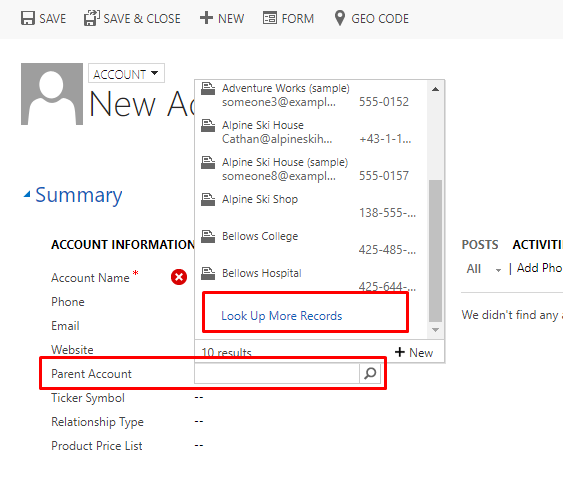 SAVE SAVE & CLOSE NEW FORM GEO CODE
ACCOUNT
New Ac
Adventure Works (sample)
someone3@exampl... 555-0152
Alpine Ski House
Cathan@alpineskih... +43-1-1...
Alpine Ski House (sample)
someone8@exampl... 555-0157
Alpine Ski Shop
138-555-...
Bellows College
425-485-...
Bellows Hospital
425-644-...
Look Up More Records
10 results
New
Summary
ACCOUNT INFORMATION
Account Name *
Phone
Email
Website
Parent Account
Ticker Symbol --
Relationship Type --
Product Price List --
POSTS ACTIVITI
All | Add Pho
We didn't find any a